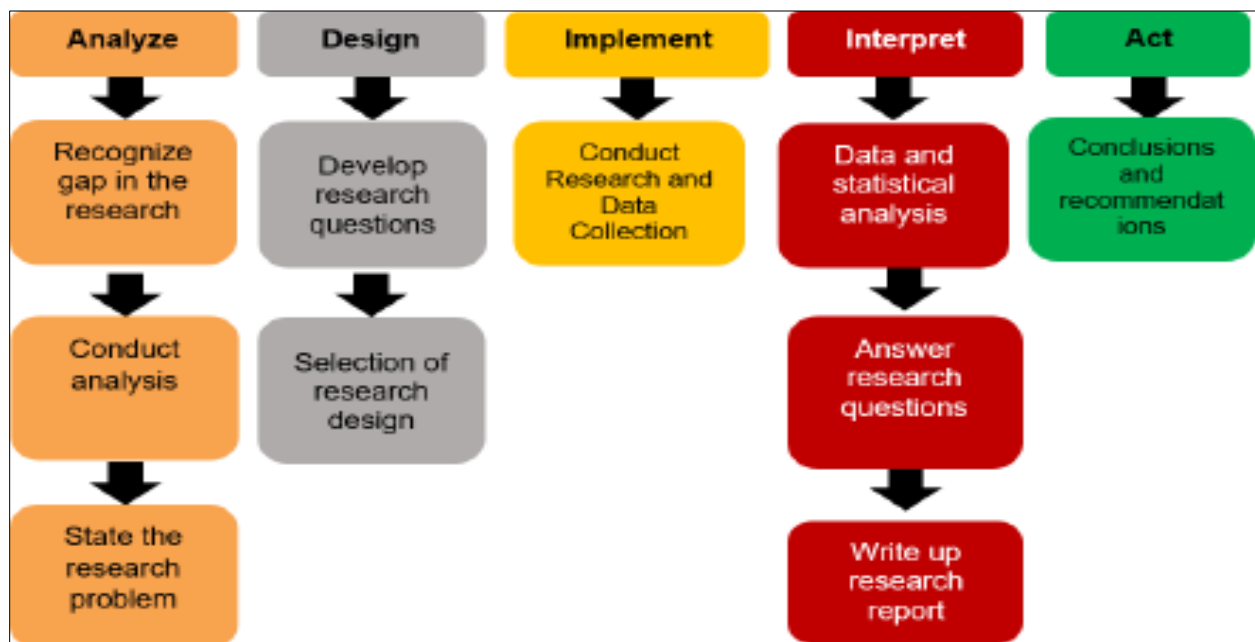 Analyze
Recognize
gap in the
research
Conduct
analysis
State the
research
problem
Design
Develop
research
questions
Selection of
research
design
Implement
Conduct
Research and
Data
Collection
Interpret
Data and
statistical
analysis
Answer
research
questions
Write up
research
report
Act
Conclusions
and
recommendat
ions